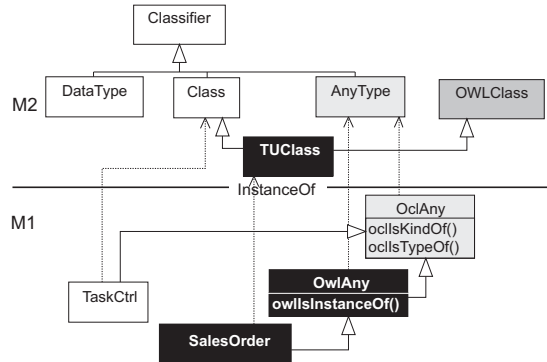 Classifier
DataType
Class
AnyType
OWLClass
M2
TUClass
InstanceOf
M1
OclAny
oclIsKindOf()
oclIsTypeOf()
TaskCtrl
OwlAny
owlIsInstanceOf()
SalesOrder